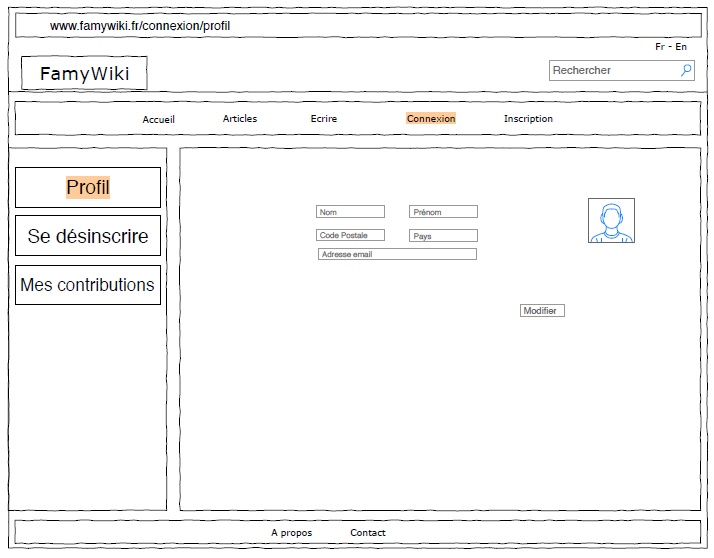 www.famywiki.fr/connexion/profil
Fr - En
FamyWiki
Rechercher
Accueil Articles Ecrire Connexion Inscription
Profil
Se désinscrire
Mes contributions
Nom Prénom
Code Postale Pays
Adresse email
Modifier
A propos Contact